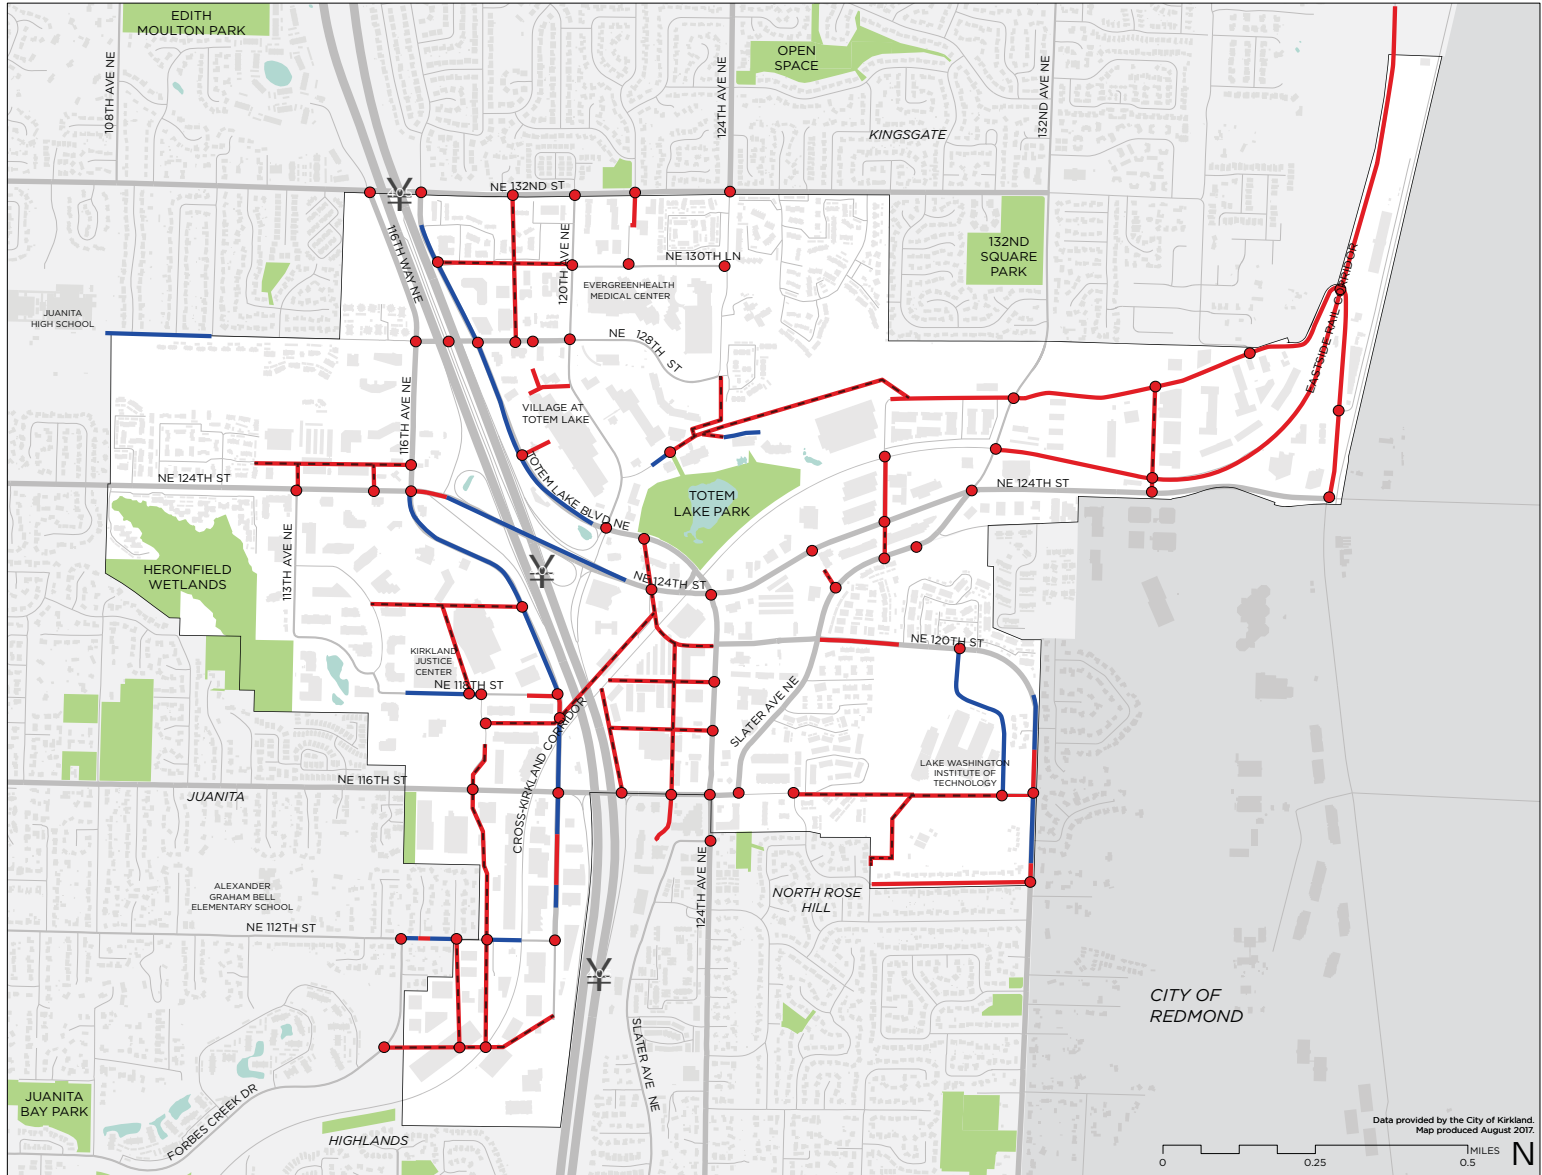 EDITH
MOULTON PARK
OPEN
SPACE
108TH AVE NE
124TH AVE NE
132ND AVE NE
KINGSGATE
NE 132ND ST
116TH WAY NE
120TH AVE NE
NE 130TH LN
132ND
SQUARE
PARK
EVERGREENHEALTH
MEDICAL CENTER
JUANITA
HIGH SCHOOL
NE 128TH ST
EASTSIDE RAIL CORRIDOR
116TH AVE NE
VILLAGE AT
TOTEM LAKE
NE 124TH ST
TOTEM LAKE BLVD NE
TOTEM
LAKE PARK
NE 124TH ST
HERONFIELD
WETLANDS
113TH AVE NE
NE 124TH ST
KIRKLAND
JUSTICE
CENTER
NE 120TH ST
NE 118TH ST
SLATER AVE NE
CROSS-KIRKLAND CORRIDOR
LAKE WASHINGTON
INSTITUTE OF
TECHNOLOGY
NE 116TH ST
JUANITA
ALEXANDER
GRAHAM BELL
ELEMENTARY SCHOOL
124TH AVE NE
NORTH ROSE
HILL
NE 112TH ST
CITY OF
REDMOND
SLATER AVE NE
JUANITA
BAY PARK
FORBES CREEK DR
HIGHLANDS
Data provided by the City of Kirkland.
Map produced August 2017.
MILES
N
0
0.25
0.5